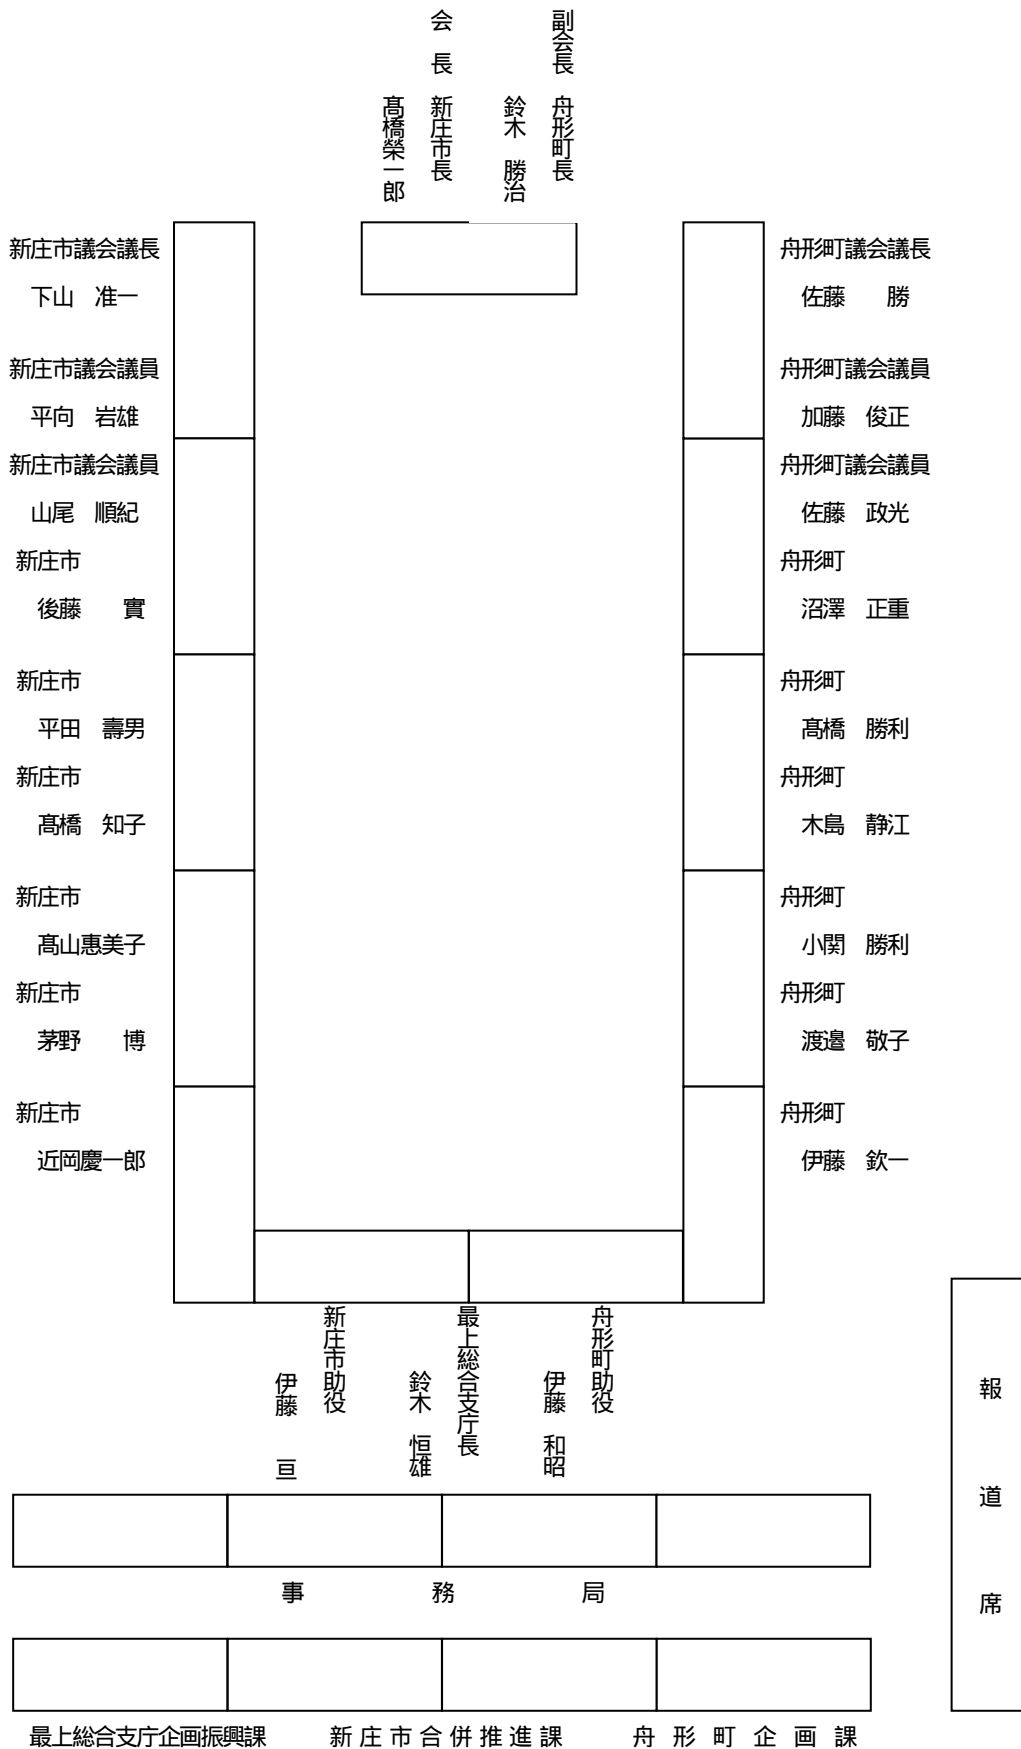 副会長　舟形町長
鈴木　勝治
会　長　新庄市長
髙橋榮一郎
新庄市議会議長
下山　准一
新庄市議会議員
平向　岩雄
新庄市議会議員
山尾　順紀
新庄市
後藤　　實
新庄市
平田　壽男
新庄市
髙橋　知子
新庄市
髙山惠美子
新庄市
茅野　　博
新庄市
近岡慶一郎
舟形町議会議長
佐藤　　勝
舟形町議会議員
加藤　俊正
舟形町議会議員
佐藤　政光
舟形町
沼澤　正重
舟形町
髙橋　勝利
舟形町
木島　静江
舟形町
小関　勝利
舟形町
渡邉　敬子
舟形町
伊藤　欽一
舟形町助役
伊藤　和昭
最上総合支庁長
鈴木　恒雄
新庄市助役
伊藤　　亘
報道席
事　務　局
最上総合支庁企画振興課
新庄市合併推進課
舟形町企画課